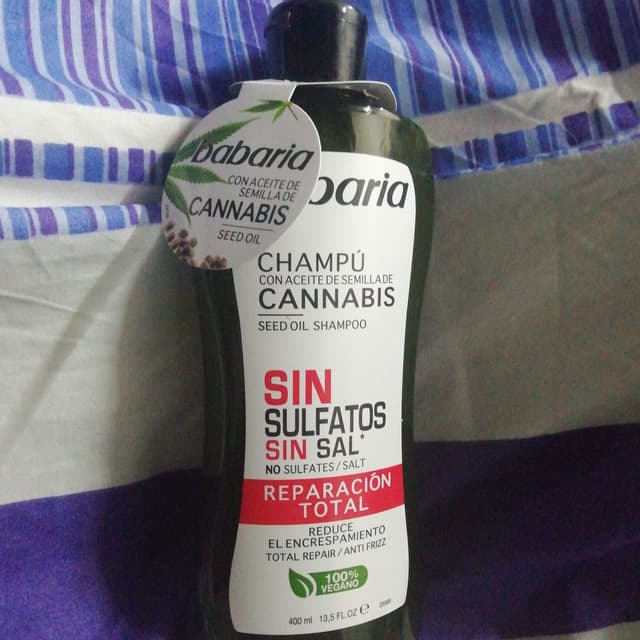 babaria
CON ACEITE DE
SEMILLA DE
CANNABIS
SEED OIL
baria
CHAMPÚ
CON ACEITE DE SEMILLA DE
CANNABIS
SEED OIL SHAMPOO
SIN
SULFATOS
SIN SAL*
NO SULFATES / SALT
REPARACIÓN
TOTAL
REDUCE
EL ENCRESPAMIENTO
TOTAL REPAIR / ANTI FRIZZ
100%
VEGANO
400 ml 13,5 FL.OZ ℮